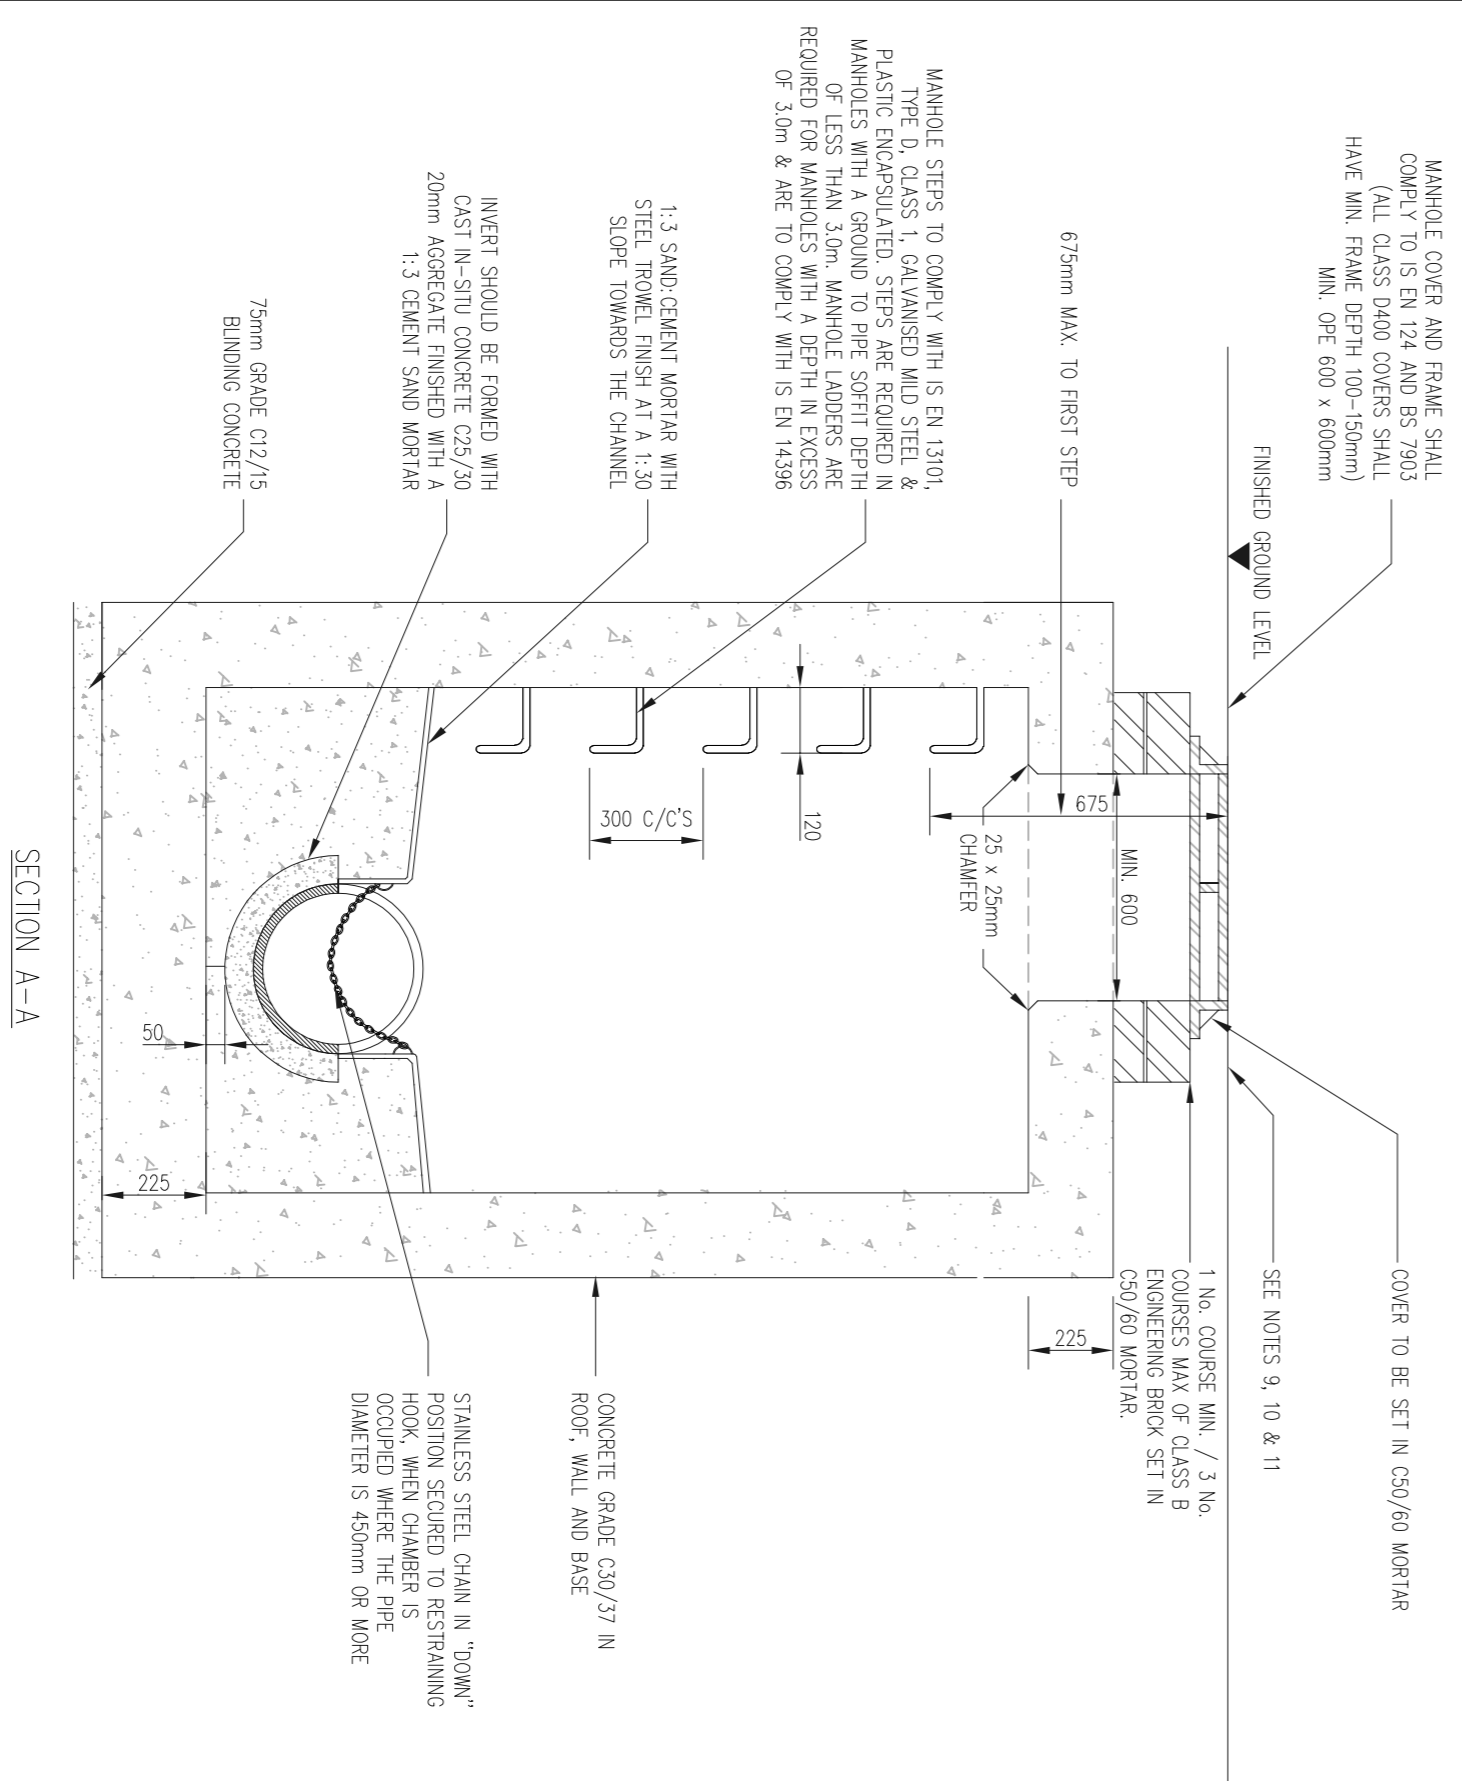 MANHOLE COVER AND FRAME SHALL
COMPLY TO IS EN 124 AND BS 7903
(ALL CLASS D400 COVERS SHALL
HAVE MIN. FRAME DEPTH 100-150mm)
MIN. OPE 600 x 600mm
FINISHED GROUND LEVEL
675mm MAX. TO FIRST STEP
MANHOLE STEPS TO COMPLY WITH IS EN 13101,
TYPE D, CLASS 1, GALVANISED MILD STEEL &
PLASTIC ENCAPSULATED. STEPS ARE REQUIRED IN
MANHOLES WITH A GROUND TO PIPE SOFFIT DEPTH
OF LESS THAN 3.0m. MANHOLE LADDERS ARE
REQUIRED FOR MANHOLES WITH A DEPTH IN EXCESS
OF 3.0m & ARE TO COMPLY WITH IS EN 14396
1:3 SAND:CEMENT MORTAR WITH
STEEL TROWEL FINISH AT A 1:30
SLOPE TOWARDS THE CHANNEL
INVERT SHOULD BE FORMED WITH
CAST IN-SITU CONCRETE C25/30
20mm AGGREGATE FINISHED WITH A
1:3 CEMENT SAND MORTAR
75mm GRADE C12/15
BLINDING CONCRETE
675
MIN. 600
25 x 25mm
CHAMFER
120
300 C/C'S
50
225
225
COVER TO BE SET IN C50/60 MORTAR
SEE NOTES 9, 10 & 11
1 No. COURSE MIN. / 3 No.
COURSES MAX OF CLASS B
ENGINEERING BRICK SET IN
C50/60 MORTAR.
CONCRETE GRADE C30/37 IN
ROOF, WALL AND BASE
STAINLESS STEEL CHAIN IN "DOWN"
POSITION SECURED TO RESTRAINING
HOOK, WHEN CHAMBER IS
OCCUPIED WHERE THE PIPE
DIAMETER IS 450mm OR MORE
SECTION A-A